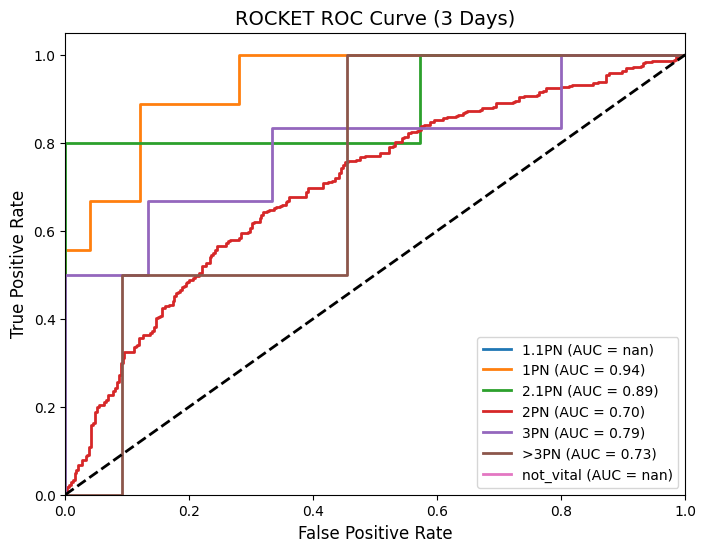 ROCKET ROC Curve (3 Days)
True Positive Rate
1.0
0.8
0.6
0.4
0.2
0.0
1.1PN (AUC = nan)
1PN (AUC = 0.94)
2.1PN (AUC = 0.89)
2PN (AUC = 0.70)
3PN (AUC = 0.79)
>3PN (AUC = 0.73)
not_vital (AUC = nan)
0.0 0.2 0.4 0.6 0.8 1.0
False Positive Rate